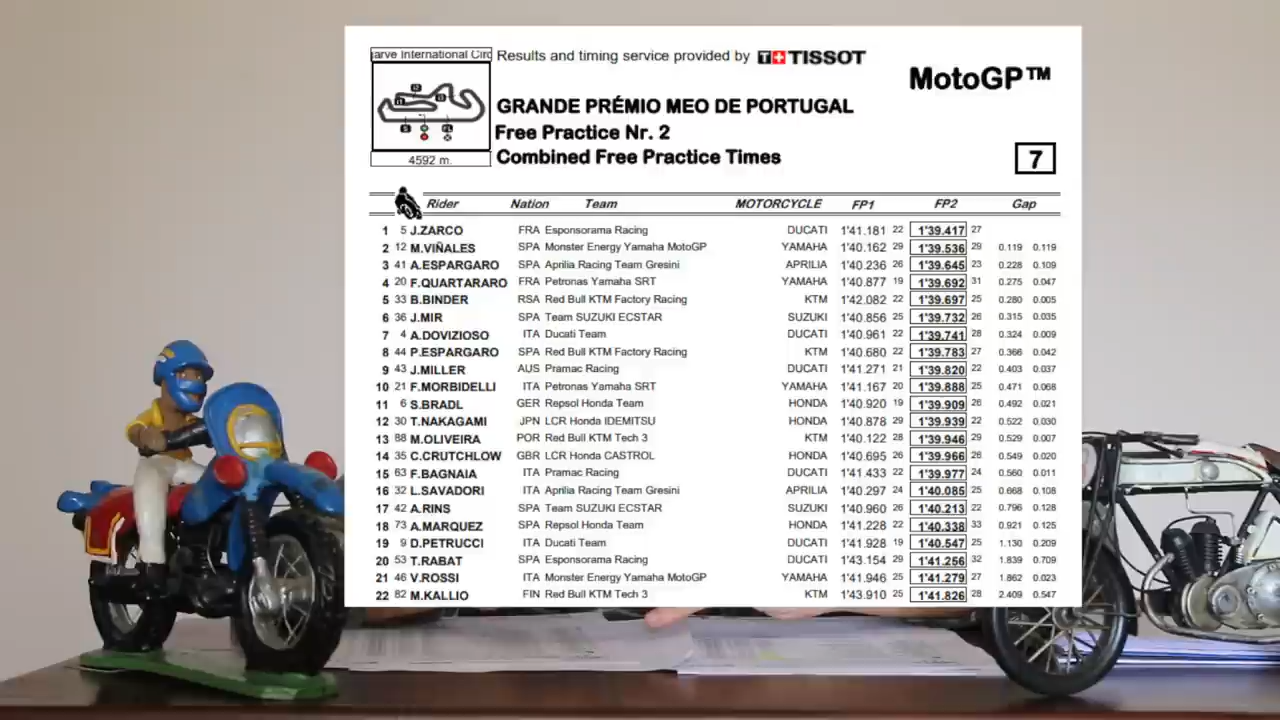 arve International Circ Results and timing service provided by TISSOT
MotoGP™
GRANDE PRÉMIO MEO DE PORTUGAL
Free Practice Nr. 2
4592 m. Combined Free Practice Times 7
Rider Nation Team MOTORCYCLE FP1 FP2 Gap
1 5 J.ZARCO FRA Esponsorama Racing DUCATI 1'41.181 22 1'39.417 27
2 12 M.VIÑALES SPA Monster Energy Yamaha MotoGP YAMAHA 1'40.162 29 1'39.536 29 0.119 0.119
3 41 A.ESPARGARO SPA Aprilia Racing Team Gresini APRILIA 1'40.236 26 1'39.645 23 0.228 0.109
4 20 F.QUARTARARO FRA Petronas Yamaha SRT YAMAHA 1'40.877 19 1'39.692 31 0.275 0.047
5 33 B.BINDER RSA Red Bull KTM Factory Racing KTM 1'42.082 22 1'39.697 25 0.280 0.005
6 36 J.MIR SPA Team SUZUKI ECSTAR SUZUKI 1'40.856 25 1'39.732 26 0.315 0.035
7 4 A.DOVIZIOSO ITA Ducati Team DUCATI 1'40.961 22 1'39.741 28 0.324 0.009
8 44 P.ESPARGARO SPA Red Bull KTM Factory Racing KTM 1'40.680 22 1'39.783 27 0.366 0.042
9 43 J.MILLER AUS Pramac Racing DUCATI 1'41.271 21 1'39.820 22 0.403 0.037
10 21 F.MORBIDELLI ITA Petronas Yamaha SRT YAMAHA 1'41.167 20 1'39.888 25 0.471 0.068
11 6 S.BRADL GER Repsol Honda Team HONDA 1'40.920 19 1'39.909 26 0.492 0.021
12 30 T.NAKAGAMI JPN LCR Honda IDEMITSU HONDA 1'40.878 29 1'39.939 22 0.522 0.030
13 88 M.OLIVEIRA POR Red Bull KTM Tech 3 KTM 1'40.122 28 1'39.946 29 0.529 0.007
14 35 C.CRUTCHLOW GBR LCR Honda CASTROL HONDA 1'40.695 26 1'39.966 28 0.549 0.020
15 63 F.BAGNAIA ITA Pramac Racing DUCATI 1'41.433 22 1'39.977 24 0.560 0.011
16 32 L.SAVADORI ITA Aprilia Racing Team Gresini APRILIA 1'40.297 24 1'40.085 25 0.668 0.108
17 42 A.RINS SPA Team SUZUKI ECSTAR SUZUKI 1'40.960 26 1'40.213 22 0.796 0.128
18 73 A.MARQUEZ SPA Repsol Honda Team HONDA 1'41.228 22 1'40.338 33 0.921 0.125
19 9 D.PETRUCCI ITA Ducati Team DUCATI 1'41.928 19 1'40.547 25 1.130 0.209
20 53 T.RABAT SPA Esponsorama Racing DUCATI 1'43.154 29 1'41.256 32 1.839 0.709
21 46 V.ROSSI ITA Monster Energy Yamaha MotoGP YAMAHA 1'41.946 25 1'41.279 27 1.862 0.023
22 82 M.KALLIO FIN Red Bull KTM Tech 3 KTM 1'43.910 25 1'41.826 28 2.409 0.547